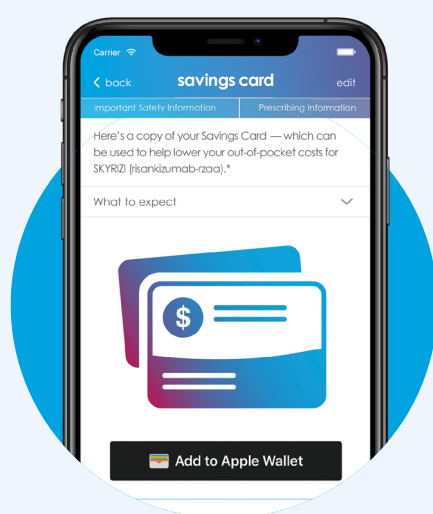 Carrier
back savings card edit
Important Safety Information Prescribing Information
Here's a copy of your Savings Card — which can
be used to help lower your out-of-pocket costs for
SKYRIZI (risankizumab-rzaa).*
What to expect
$
Add to Apple Wallet